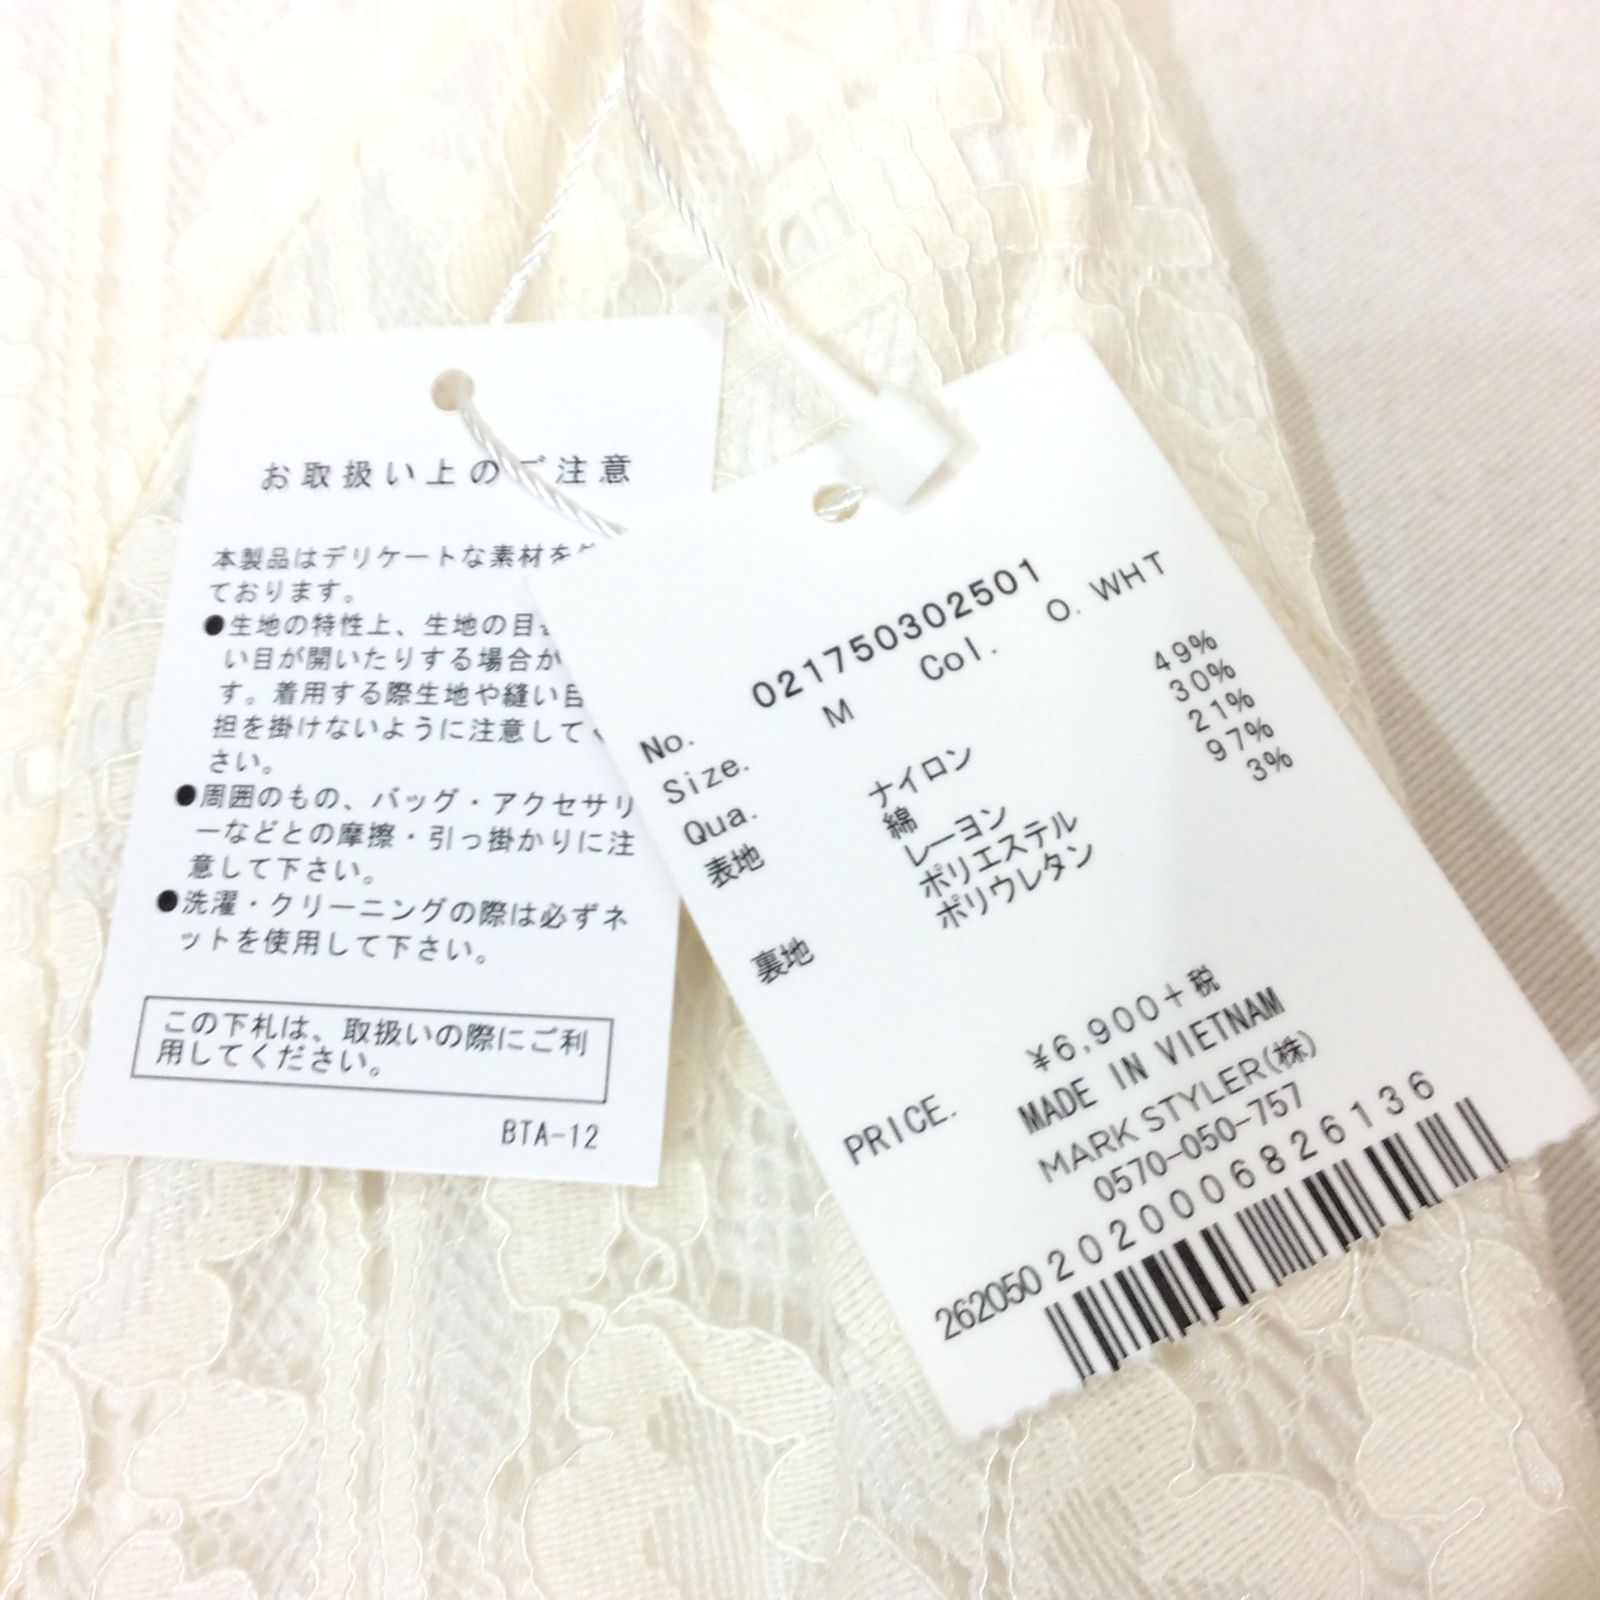 お取扱い上のご注意
本製品はデリケートな素材を
ております。
●生地の特性上、生地の目
い目が開いたりする場合が
す。着用する際生地や縫い目
担を掛けないように注意してく
さい。
●周囲のもの、バッグ・アクセサリ
ーなどとの摩擦・引っ掛かりに注
意して下さい。
●洗濯・クリーニングの際は必ずネ
ットを使用して下さい。
この下札は、取扱いの際にご利
用してください。
BTA-12
No. 021750302501
Size. M Col. O.WHT
Qua.
表地 ナイロン 49%
綿 30%
レーヨン 21%
裏地 ポリエステル 97%
ポリウレタン 3%
PRICE. ¥6,900+税
MADE IN VIETNAM
MARK STYLER(株)
0570-050-757
262050 2020006826136